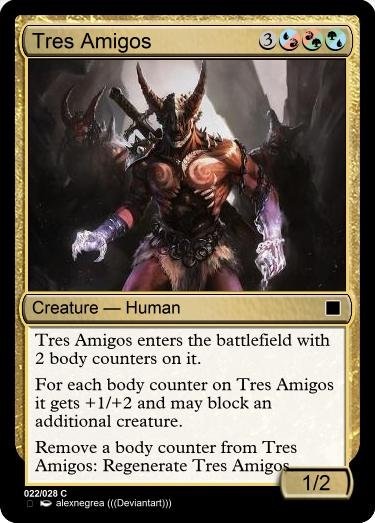 Tres Amigos 3
Creature — Human
Tres Amigos enters the battlefield with
2 body counters on it.
For each body counter on Tres Amigos
it gets +1/+2 and may block an
additional creature.
Remove a body counter from Tres
Amigos: Regenerate Tres Amigos.
1/2
022/028 C
alexnegrea (((Deviantart)))